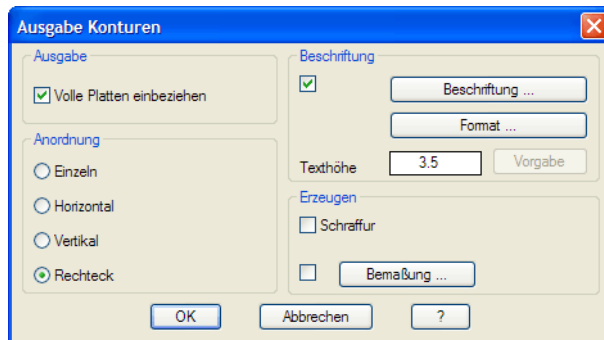 Ausgabe Konturen
Ausgabe
Volle Platten einbeziehen
Anordnung
Einzeln
Horizontal
Vertikal
Rechteck
Beschriftung
Beschriftung ...
Format ...
Texthöhe 3.5 Vorgabe
Erzeugen
Schraffur
Bemaßung ...
OK Abbrechen ?